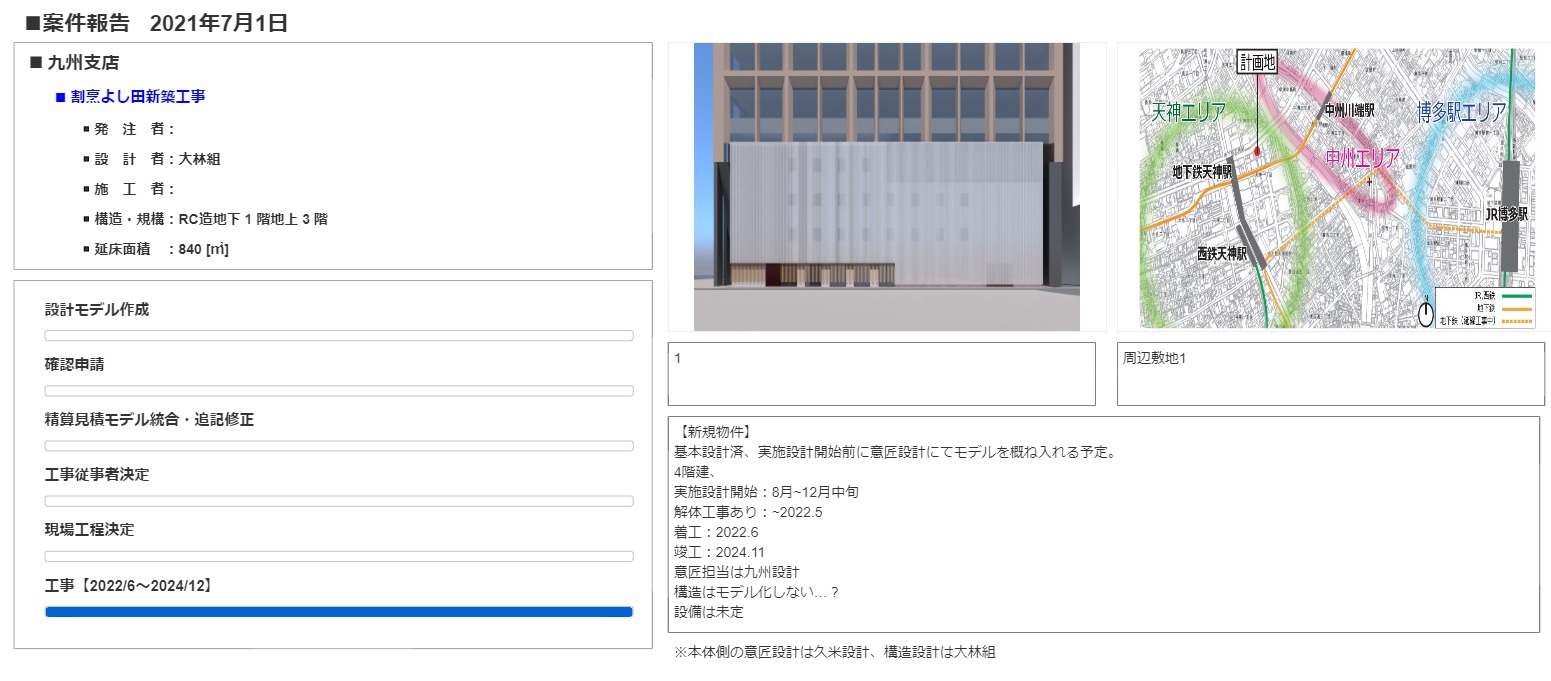 ■案件報告　2021年7月1日
■ 九州支店
■ 割烹よし田新築工事
▪ 発　注　者：
▪ 設　計　者：大林組
▪ 施　工　者：
▪ 構造・規構：RC造地下 1 階地上 3 階
▪ 延床面積　：840 [㎡]
設計モデル作成
確認申請
精算見積モデル統合・追記修正
工事従事者決定
現場工程決定
工事【2022/6～2024/12】
計画地
天神エリア
中州川端駅
博多駅エリア
中州エリア
地下鉄天神駅
JR博多駅
西鉄天神駅
N
JR,西鉄
地下鉄
地下鉄（延線工事中）
1
周辺敷地1
【新規物件】
基本設計済、実施設計開始前に意匠設計にてモデルを概ね入れる予定。
4階建、
実施設計開始：8月~12月中旬
解体工事あり：~2022.5
着工：2022.6
竣工：2024.11
意匠担当は九州設計
構造はモデル化しない…？
設備は未定
※本体側の意匠設計は久米設計、構造設計は大林組